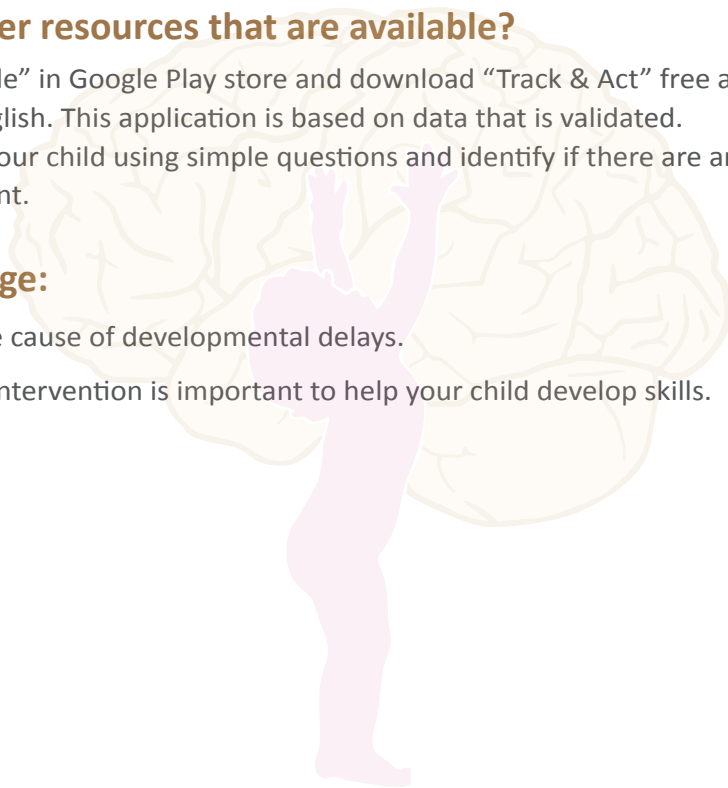 er resources that are available?
le” in Google Play store and download “Track & Act” free a
glish. This application is based on data that is validated.
our child using simple questions and identify if there are an
nt.
ge:
e cause of developmental delays.
ntervention is important to help your child develop skills.